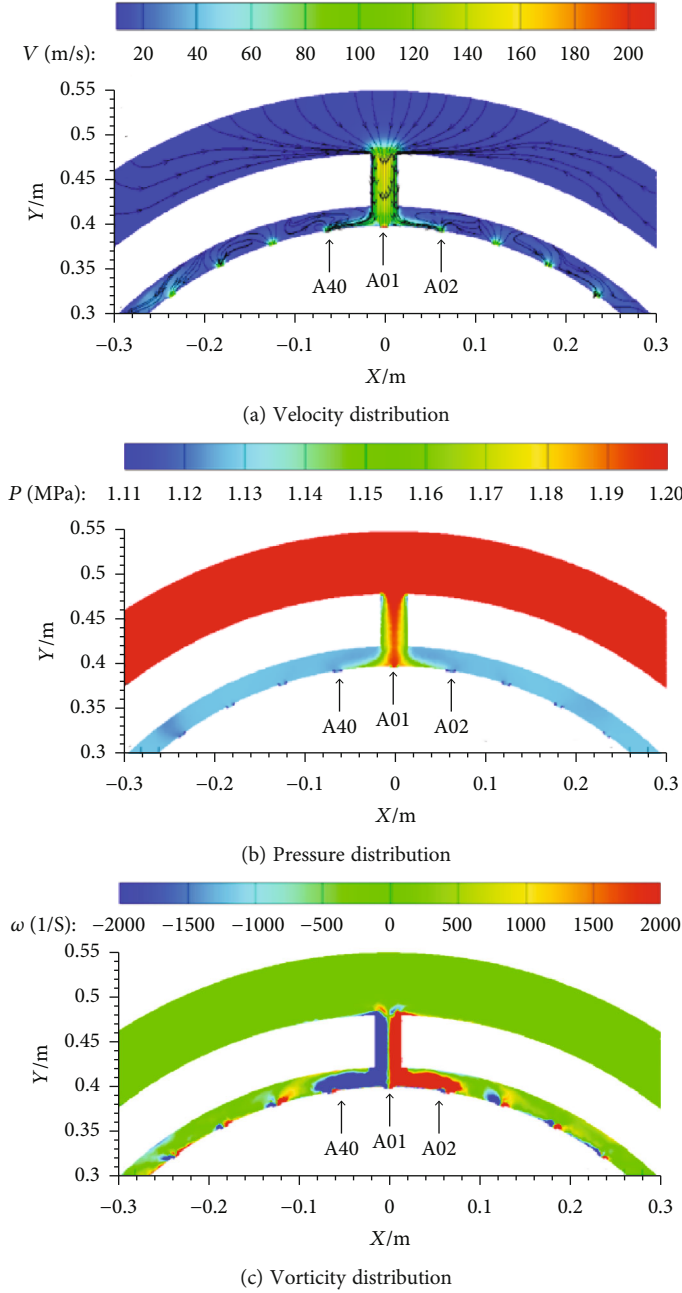 20 40 60 80 100 120 140 160 180 200
V (m/s):
0.55
0.5
0.45
0.4
0.35
0.3
Y/m
A40
A01
A02
−0.3 −0.2 −0.1 0 0.1 0.2 0.3
X/m
(a) Velocity distribution
P (MPa):
1.11 1.12 1.13 1.14 1.15 1.16 1.17 1.18 1.19 1.20
0.55
0.5
0.45
0.4
0.35
0.3
Y/m
A40
A01
A02
−0.3 −0.2 −0.1 0 0.1 0.2 0.3
X/m
(b) Pressure distribution
ω (1/S):
−2000 −1500 −1000 −500 0 500 1000 1500 2000
0.55
0.5
0.45
0.4
0.35
0.3
Y/m
A40
A01
A02
−0.3 −0.2 −0.1 0 0.1 0.2 0.3
X/m
(c) Vorticity distribution